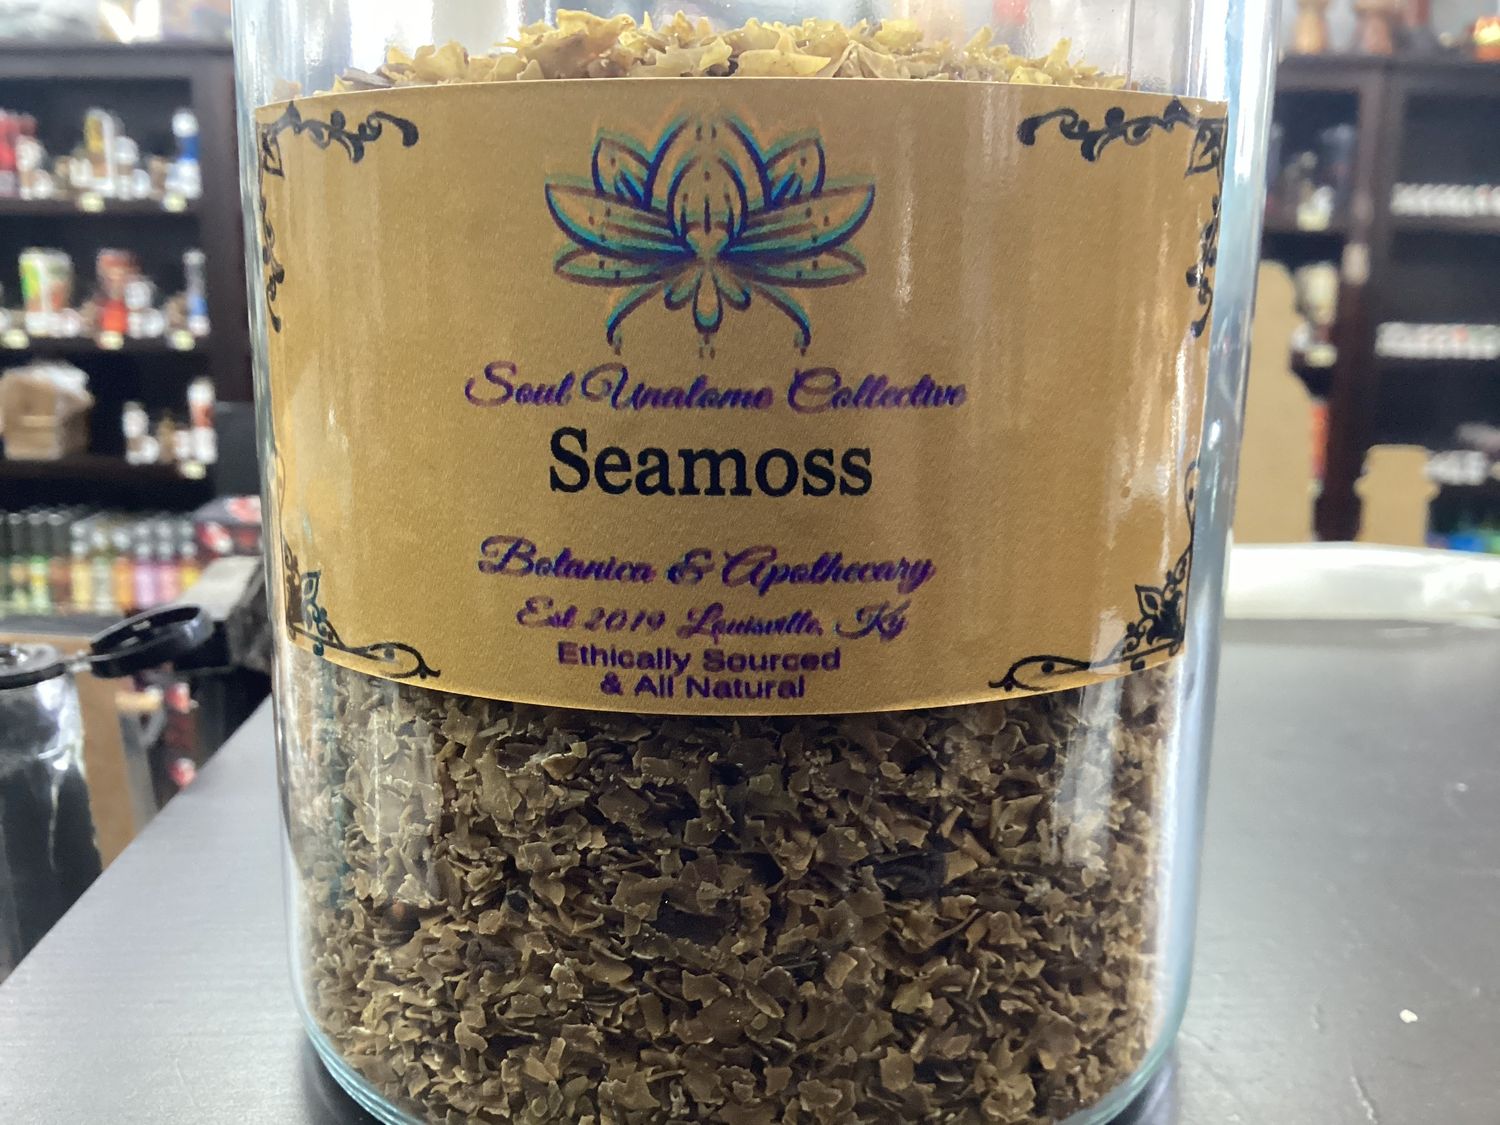 Soul Unalome Collective
Seamoss
Botanica & Apothecary
Est 2019 Louisville, Ky
Ethically Sourced
& All Natural